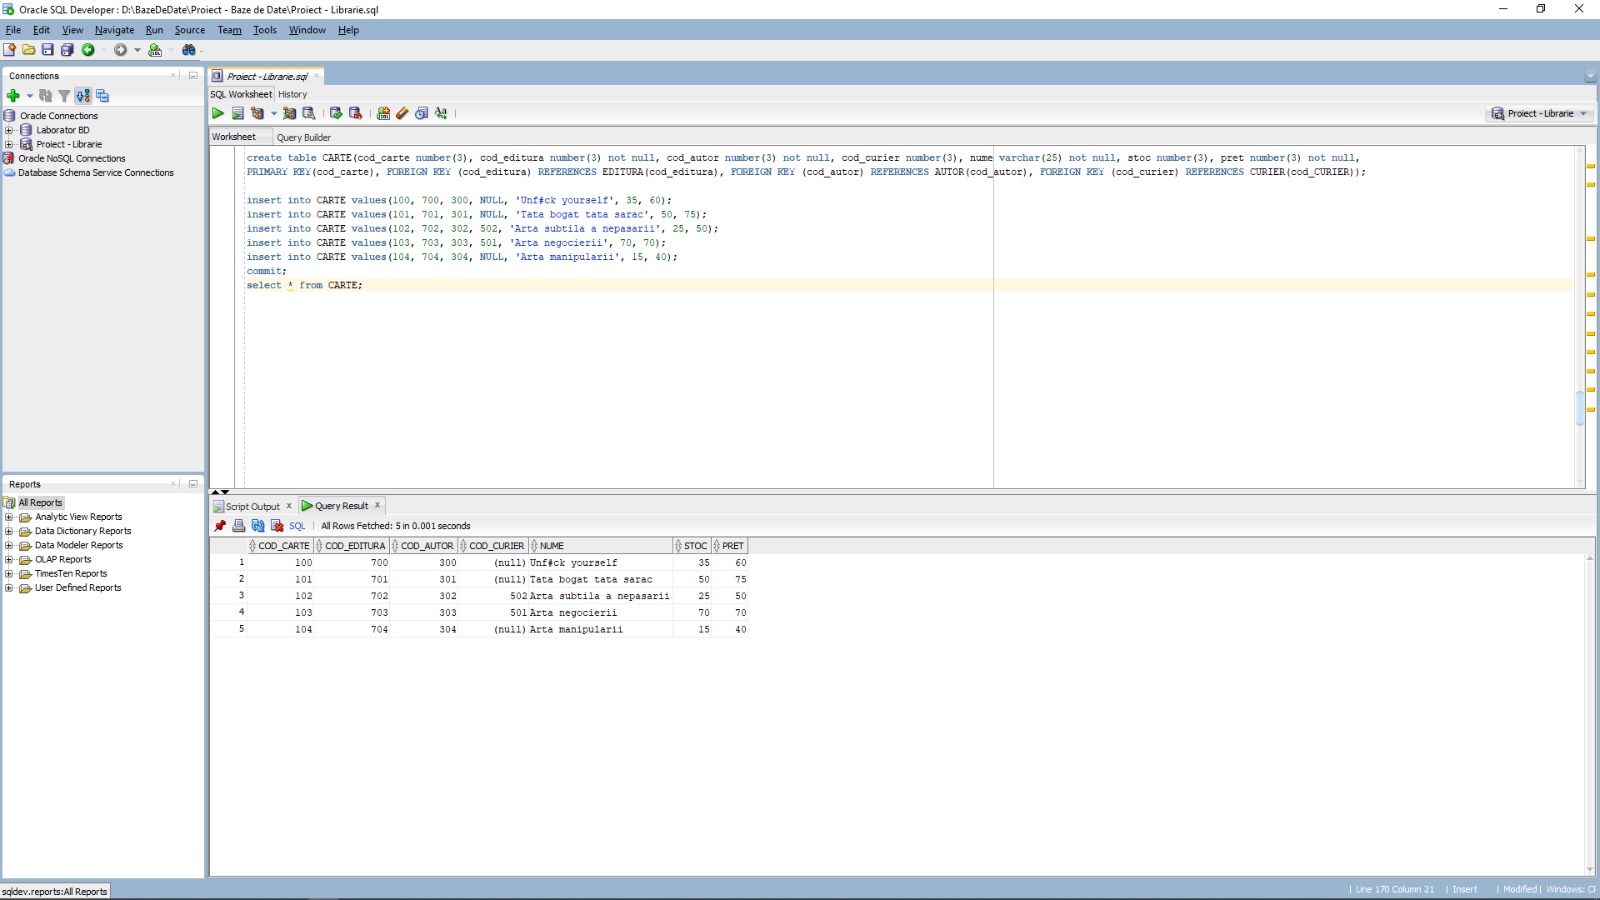 Oracle SQL Developer : D:\BazeDeDate\Proiect - Baze de Date\Proiect - Librarie.sql
File Edit View Navigate Run Source Team Tools Window Help
Connections
Oracle Connections
Laborator BD
Proiect - Librarie
Oracle NoSQL Connections
Database Schema Service Connections
Reports
All Reports
Analytic View Reports
Data Dictionary Reports
Data Modeler Reports
OLAP Reports
TimesTen Reports
User Defined Reports
Proiect - Librarie.sql
SQL Worksheet History
Proiect - Librarie
Worksheet Query Builder
create table CARTE(cod_carte number(3), cod_editura number(3) not null, cod_autor number(3) not null, cod_curier number(3), nume varchar(25) not null, stoc number(3), pret number(3) not null,
PRIMARY KEY(cod_carte), FOREIGN KEY (cod_editura) REFERENCES EDITURA(cod_editura), FOREIGN KEY (cod_autor) REFERENCES AUTOR(cod_autor), FOREIGN KEY (cod_curier) REFERENCES CURIER(cod_CURIER));
insert into CARTE values(100, 700, 300, NULL, 'Unf#ck yourself', 35, 60);
insert into CARTE values(101, 701, 301, NULL, 'Tata bogat tata sarac', 50, 75);
insert into CARTE values(102, 702, 302, 502, 'Arta subtila a nepasarii', 25, 50);
insert into CARTE values(103, 703, 303, 501, 'Arta negocierii', 70, 70);
insert into CARTE values(104, 704, 304, NULL, 'Arta manipularii', 15, 40);
commit;
select * from CARTE;
Script Output x Query Result x
SQL | All Rows Fetched: 5 in 0.001 seconds
COD_CARTE COD_EDITURA COD_AUTOR COD_CURIER NUME STOC PRET
1 100 700 300 (null) Unf#ck yourself 35 60
2 101 701 301 (null) Tata bogat tata sarac 50 75
3 102 702 302 502 Arta subtila a nepasarii 25 50
4 103 703 303 501 Arta negocierii 70 70
5 104 704 304 (null) Arta manipularii 15 40
sqldev.reports:All Reports
| Line 170 Column 21 | Insert | Modified | Windows: CF